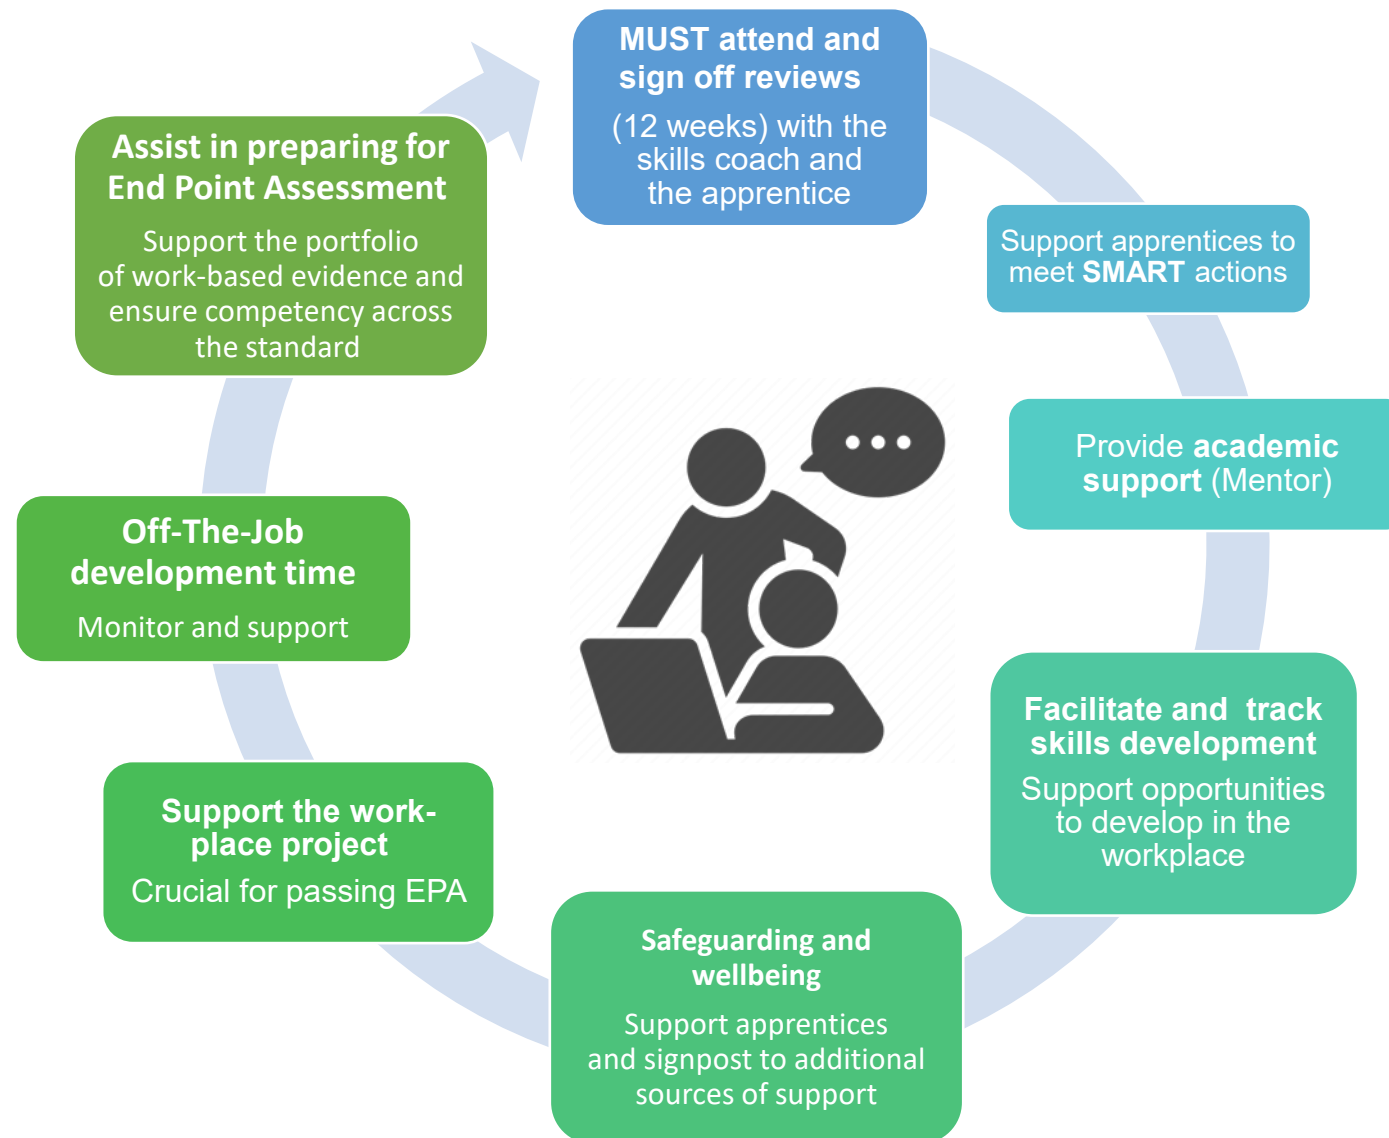 MUST attend and
sign off reviews
(12 weeks) with the
skills coach and
the apprentice
Support apprentices to
meet SMART actions
Provide academic
support (Mentor)
Facilitate and  track
skills development
Support opportunities
to develop in the
workplace
Safeguarding and
wellbeing
Support apprentices
and signpost to additional
sources of support
Support the work-
place project
Crucial for passing EPA
Off-The-Job
development time
Monitor and support
Assist in preparing for
End Point Assessment
Support the portfolio
of work-based evidence and
ensure competency across
the standard